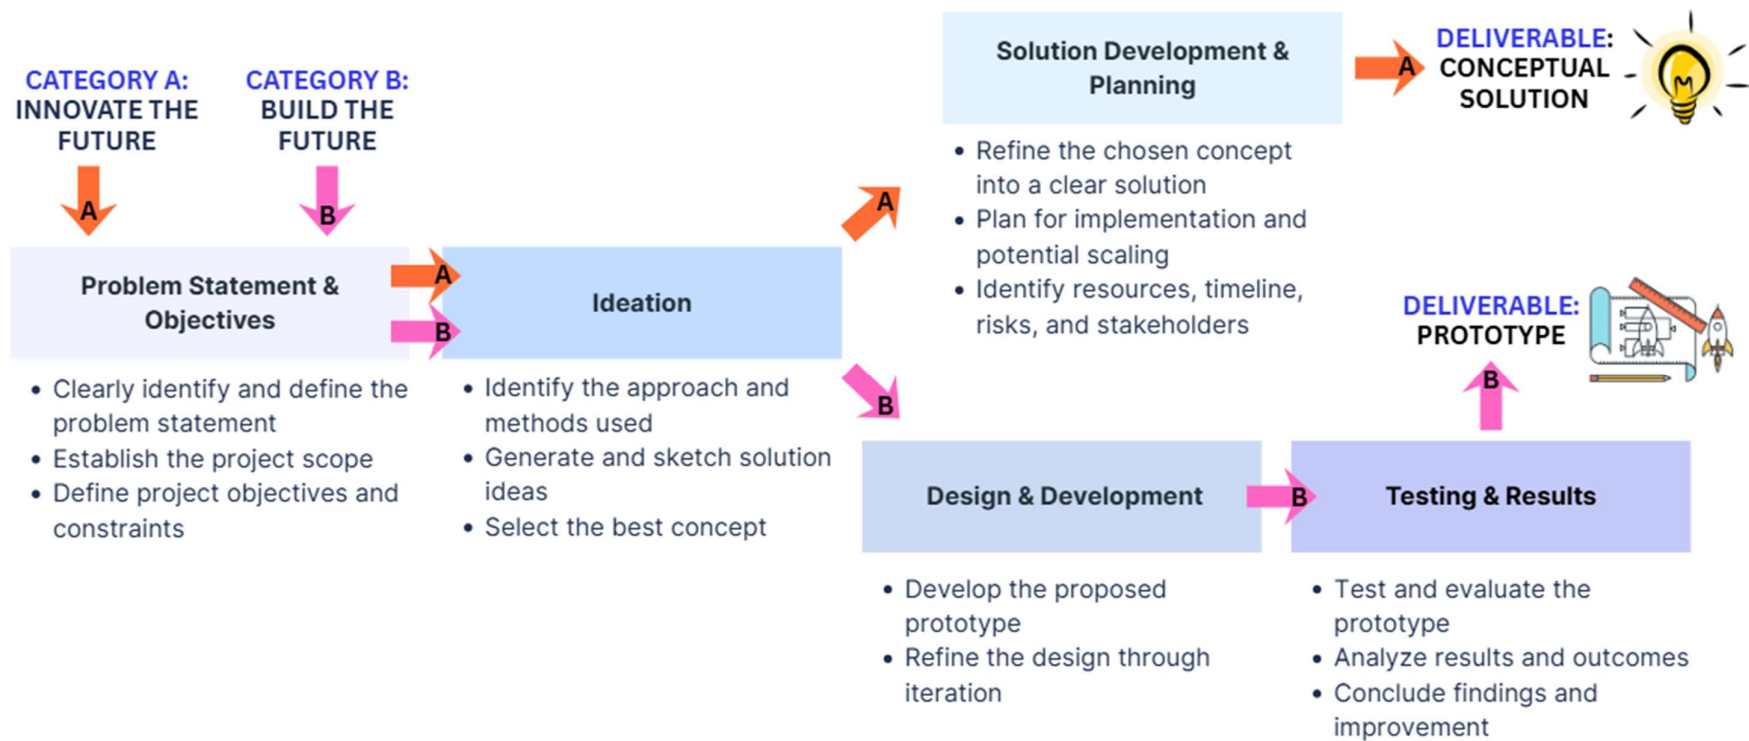 CATEGORY A:
INNOVATE THE
FUTURE
A
CATEGORY B:
BUILD THE
FUTURE
B
Problem Statement &
Objectives
• Clearly identify and define the
problem statement
• Establish the project scope
• Define project objectives and
constraints
A
B
Ideation
• Identify the approach and
methods used
• Generate and sketch solution
ideas
• Select the best concept
A
Solution Development &
Planning
• Refine the chosen concept
into a clear solution
• Plan for implementation and
potential scaling
• Identify resources, timeline,
risks, and stakeholders
A
DELIVERABLE:
CONCEPTUAL
SOLUTION
B
Design & Development
• Develop the proposed
prototype
• Refine the design through
iteration
B
Testing & Results
• Test and evaluate the
prototype
• Analyze results and outcomes
• Conclude findings and
improvement
B
DELIVERABLE:
PROTOTYPE